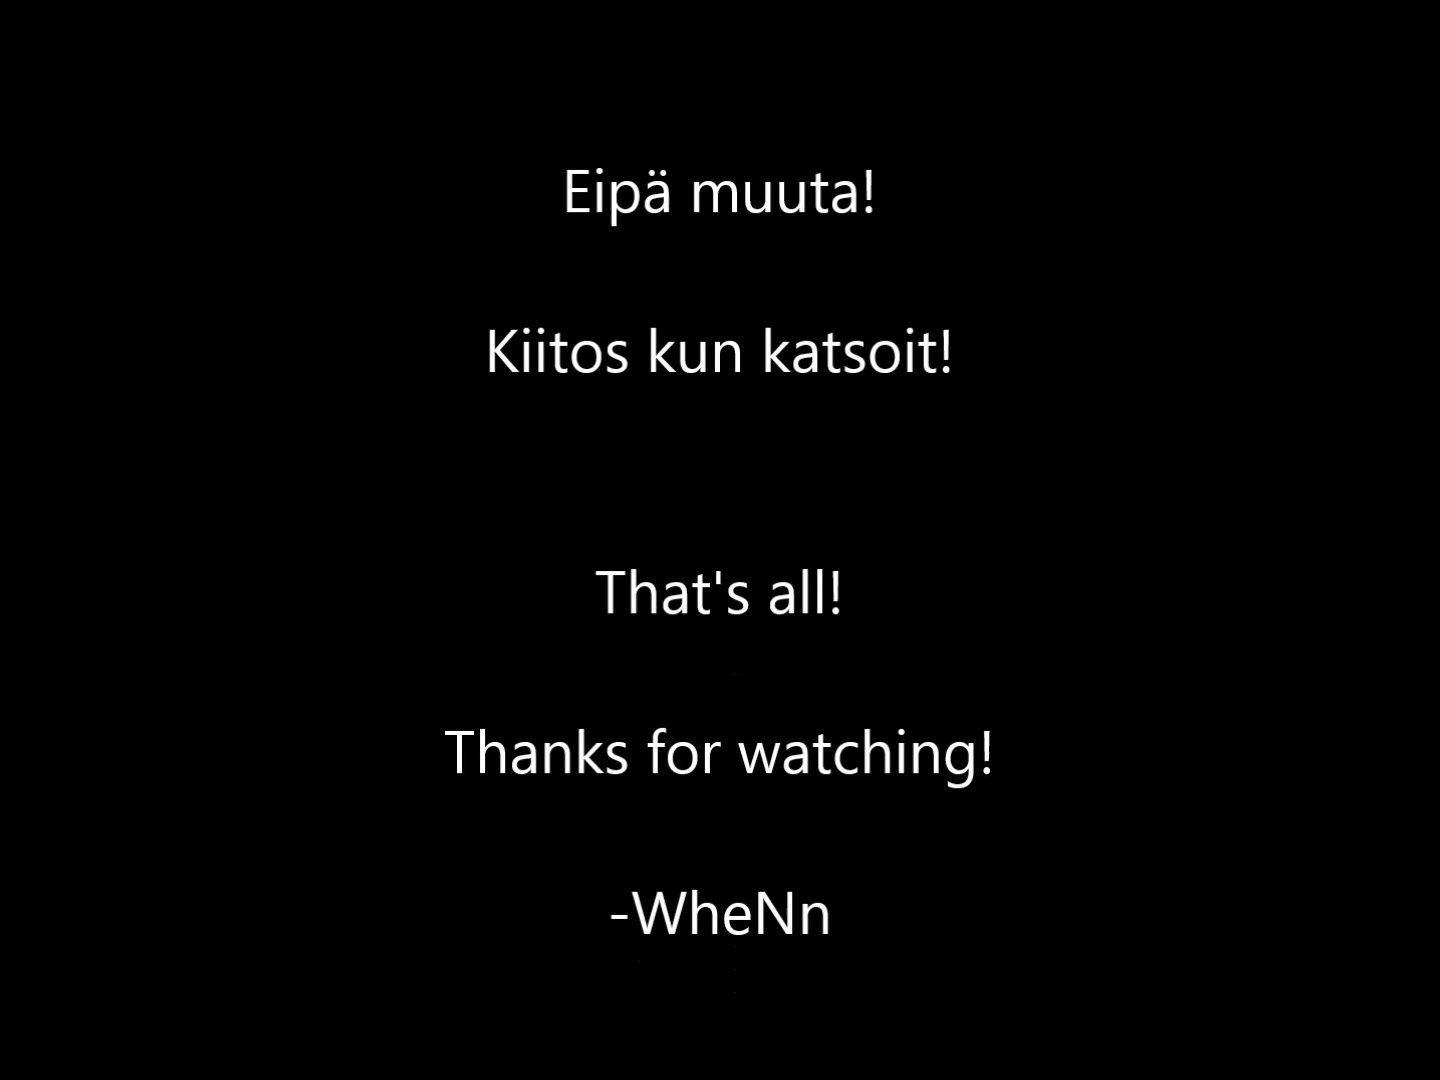 Eipä muuta!
Kiitos kun katsoit!
That's all!
Thanks for watching!
-WheNn